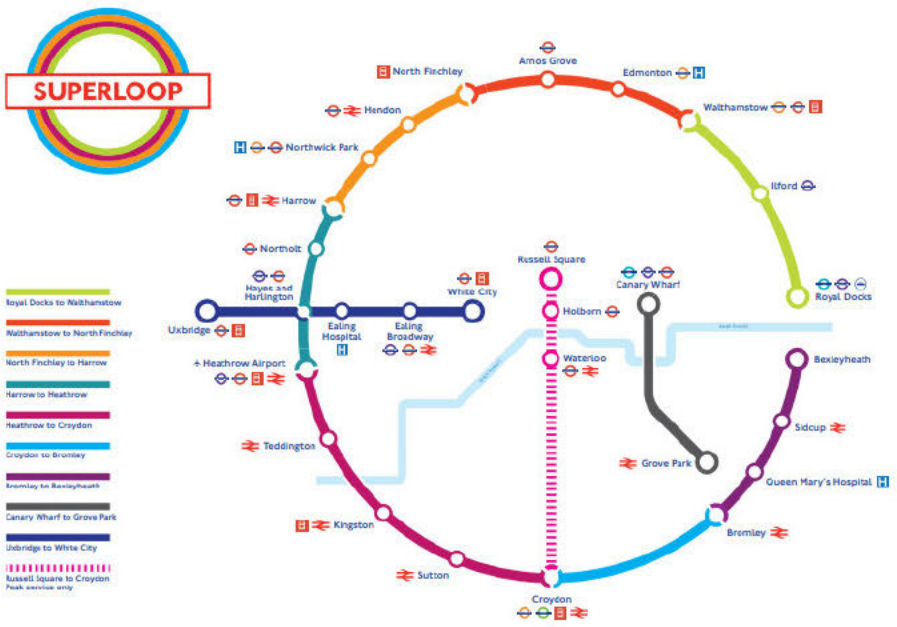 SUPERLOOP
Arnos Grove
North Finchley
Edmonton
H
Walthamstow
Hendon
H
Northwick Park
Ilford
Harrow
Northolt
Russell Square
Hayes and
Harlington
White City
Canary Wharf
Royal Docks
Uxbridge
Holborn
Ealing
Hospital
H
Ealing
Broadway
Waterloo
Bexleyheath
Heathrow Airport
Sidcup
Teddington
Grove Park
Queen Mary's Hospital
H
Kingston
Bromley
Sutton
Croydon
Royal Docks to Walthamstow
Walthamstow to North Finchley
North Finchley to Harrow
Harrow to Heathrow
Heathrow to Croydon
Croydon to Bromley
Bromley to Bexleyheath
Canary Wharf to Grove Park
Uxbridge to White City
Russell Square to Croydon
Peak service only